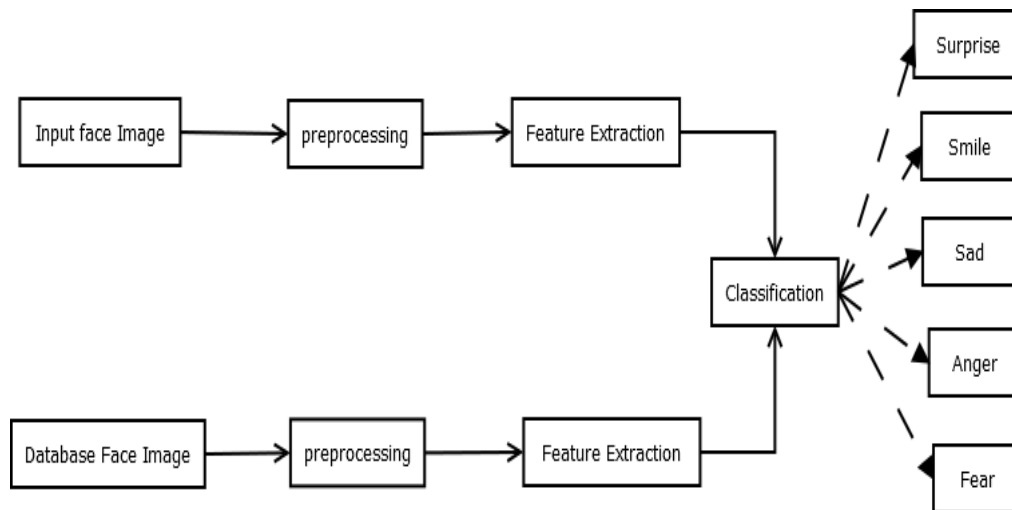 Surprise
Input face Image
preprocessing
Feature Extraction
Smile
Sad
Classification
Anger
Database Face Image
preprocessing
Feature Extraction
Fear